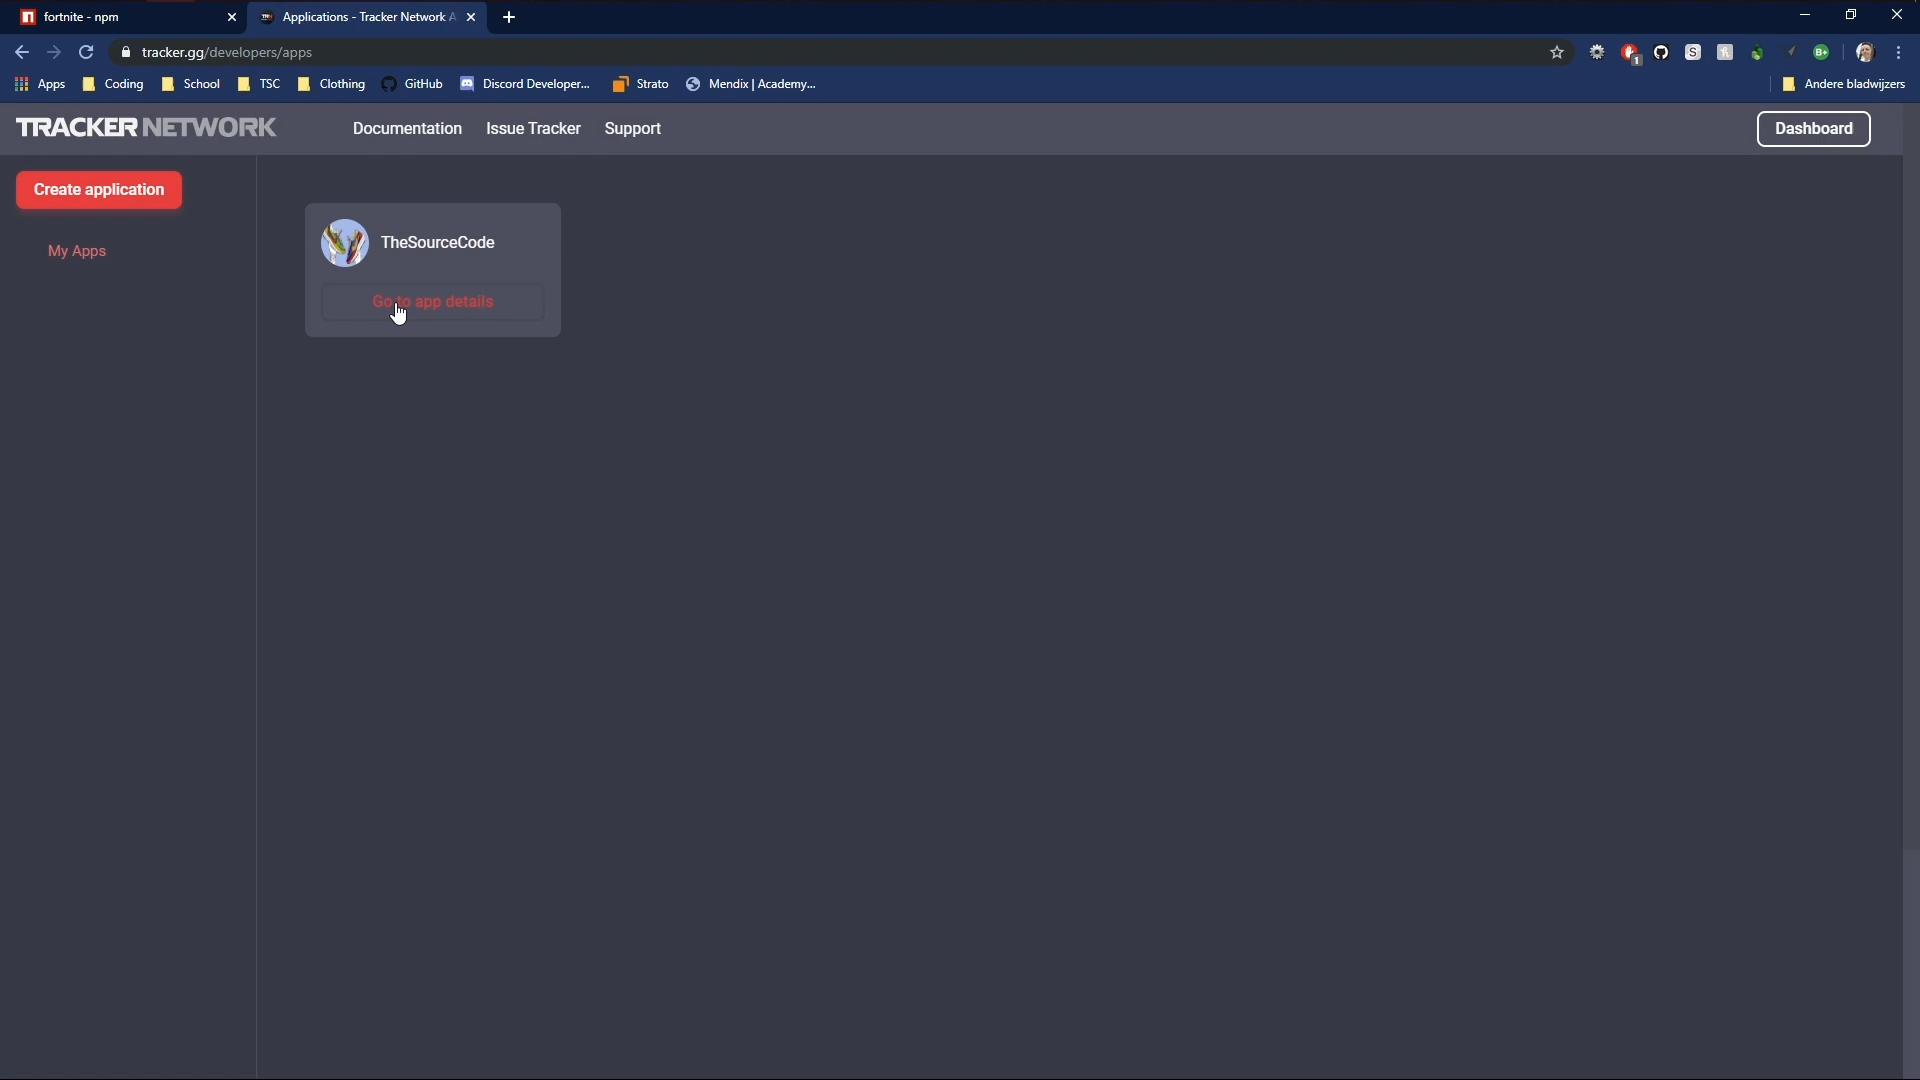 fortnite - npm
Applications - Tracker Network A
tracker.gg/developers/apps
1
S
B+
Apps
Coding
School
TSC
Clothing
GitHub
Discord Developer...
Strato
Mendix | Academy...
Andere bladwijzers
TRACKER NETWORK
Documentation
Issue Tracker
Support
Dashboard
Create application
My Apps
TheSourceCode
Go to app details